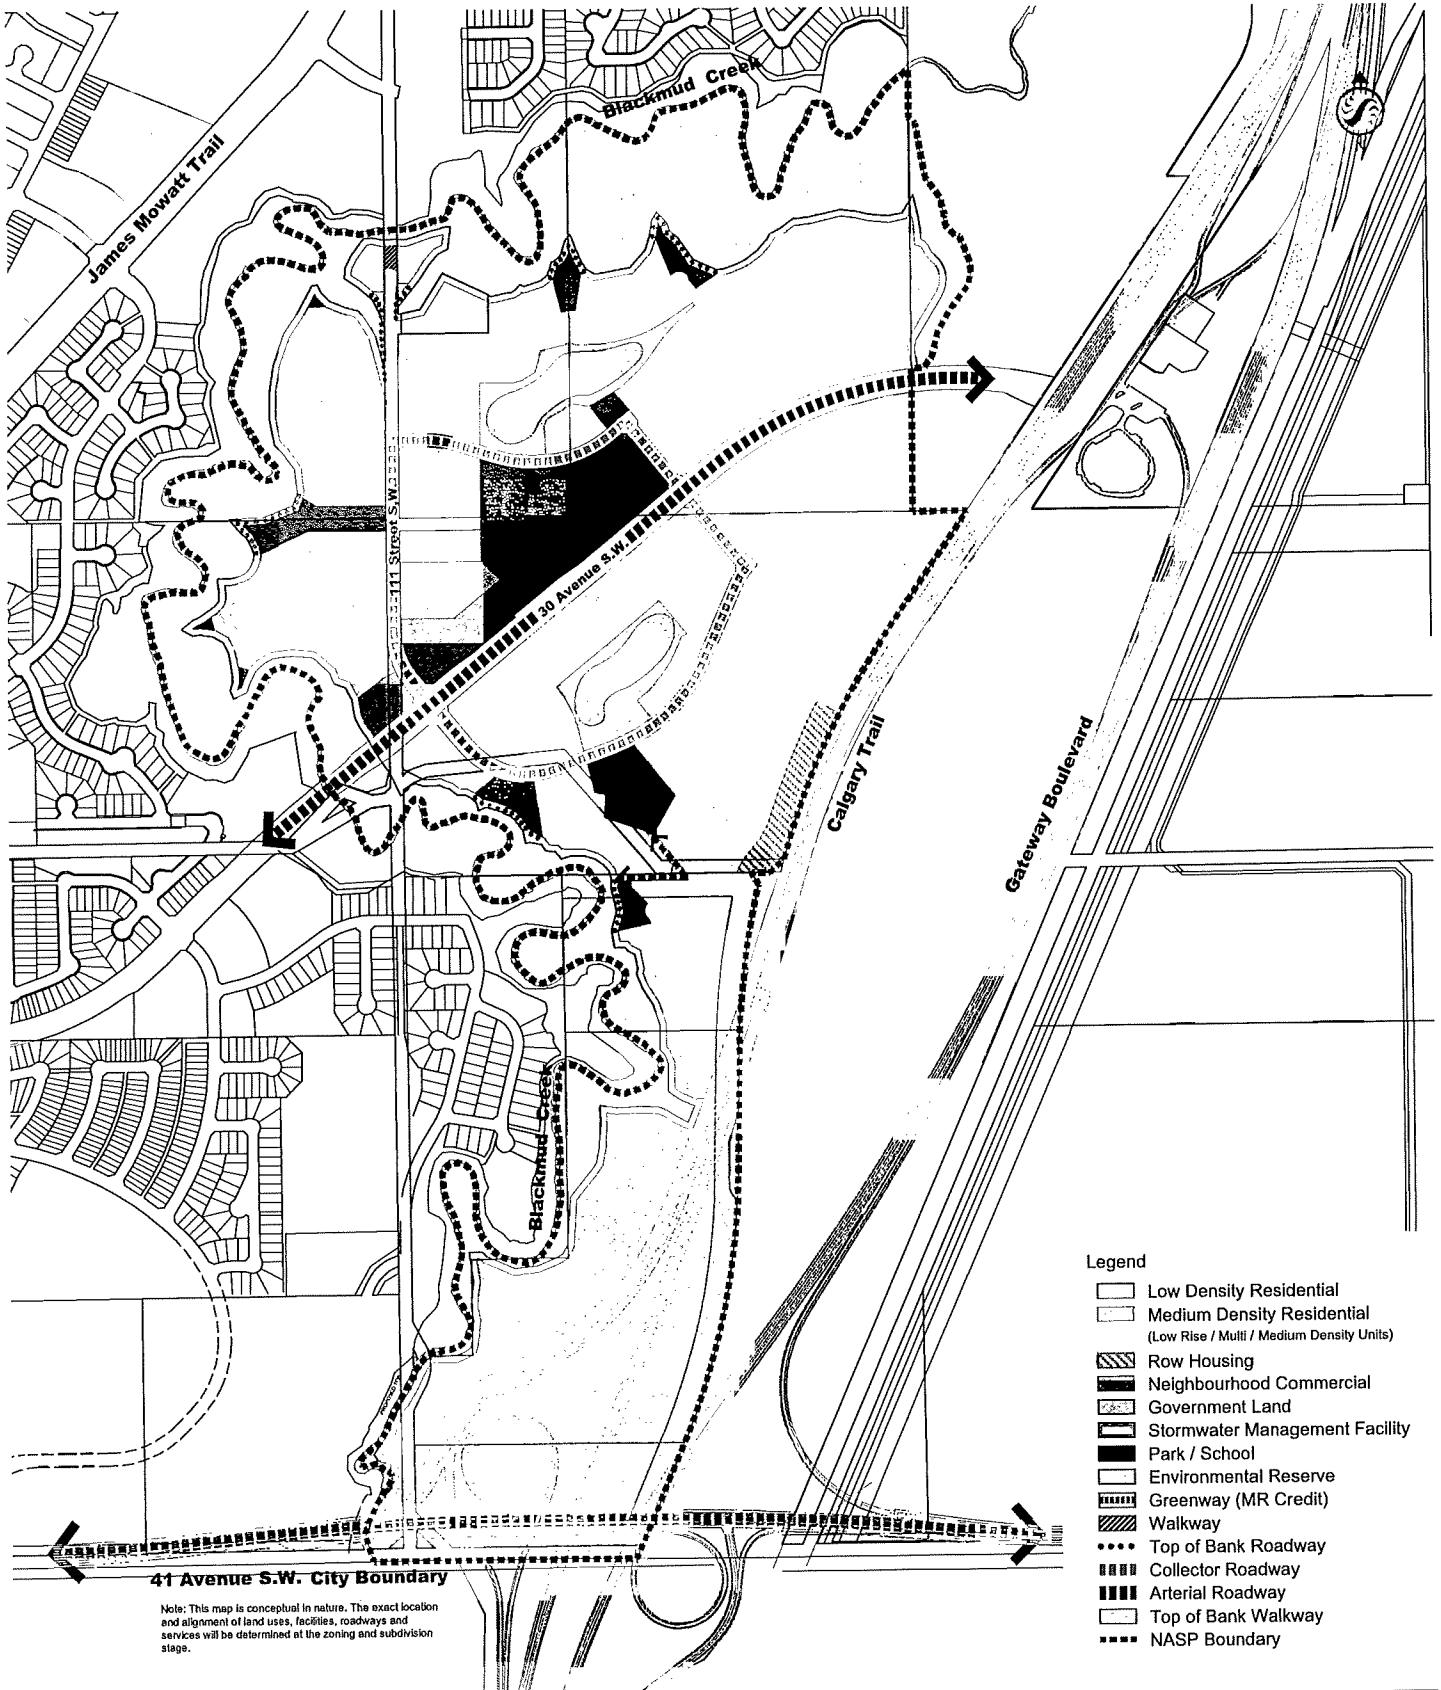 Blackmud Creek
James Mowatt Trail
111 Street S.W.
30 Avenue S.W.
Calgary Trail
Gateway Boulevard
Blackmud Creek
Legend
Low Density Residential
Medium Density Residential
(Low Rise / Multi / Medium Density Units)
Row Housing
Neighbourhood Commercial
Government Land
Stormwater Management Facility
Park / School
Environmental Reserve
Greenway (MR Credit)
Walkway
Top of Bank Roadway
Collector Roadway
Arterial Roadway
Top of Bank Walkway
NASP Boundary
41 Avenue S.W. City Boundary
Note: This map is conceptual in nature. The exact location
and alignment of land uses, facilities, roadways and
services will be determined at the zoning and subdivision
stage.